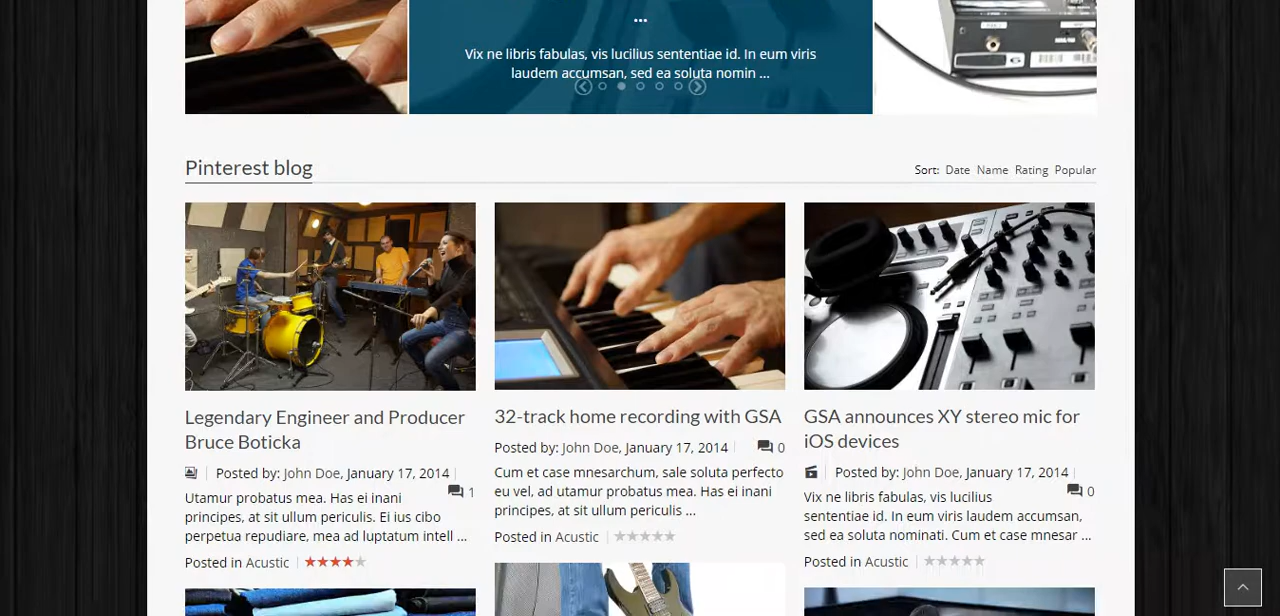 ...
Vix ne libris fabulas, vis lucilius sententiae id. In eum viris
laudem accumsan, sed ea soluta nomin ...
Pinterest blog
Sort: Date Name Rating Popular
Legendary Engineer and Producer
Bruce Boticka
Posted by: John Doe, January 17, 2014
1
Utamur probatus mea. Has ei inani
principes, at sit ullum periculis. Ei ius cibo
perpetua repudiare, mea ad luptatum intell ...
Posted in Acustic
32-track home recording with GSA
Posted by: John Doe, January 17, 2014
0
Cum et case mnesarchum, sale soluta perfecto
eu vel, ad utamur probatus mea. Has ei inani
principes, at sit ullum periculis ...
Posted in Acustic
GSA announces XY stereo mic for
iOS devices
Posted by: John Doe, January 17, 2014
0
Vix ne libris fabulas, vis lucilius
sententiae id. In eum viris laudem accumsan,
sed ea soluta nominati. Cum et case mnesar ...
Posted in Acustic